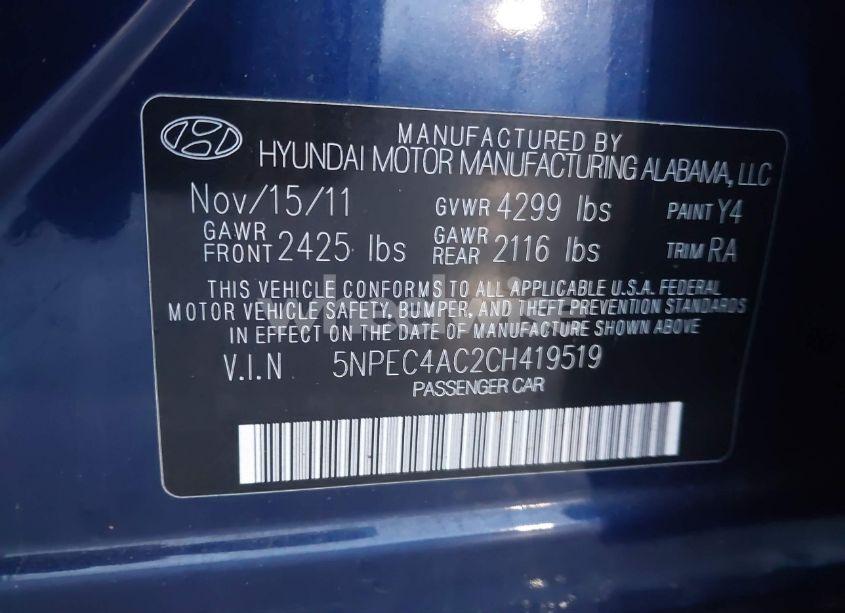 MANUFACTURED BY
HYUNDAI MOTOR MANUFACTURING ALABAMA, LLC
Nov/15/11 GVWR 4299 lbs PAINT Y4
GAWR FRONT 2425 lbs GAWR REAR 2116 lbs TRIM RA
THIS VEHICLE CONFORMS TO ALL APPLICABLE U.S.A. FEDERAL
MOTOR VEHICLE SAFETY, BUMPER, AND THEFT PREVENTION STANDARDS
IN EFFECT ON THE DATE OF MANUFACTURE SHOWN ABOVE
V.I.N 5NPEC4AC2CH419519
PASSENGER CAR